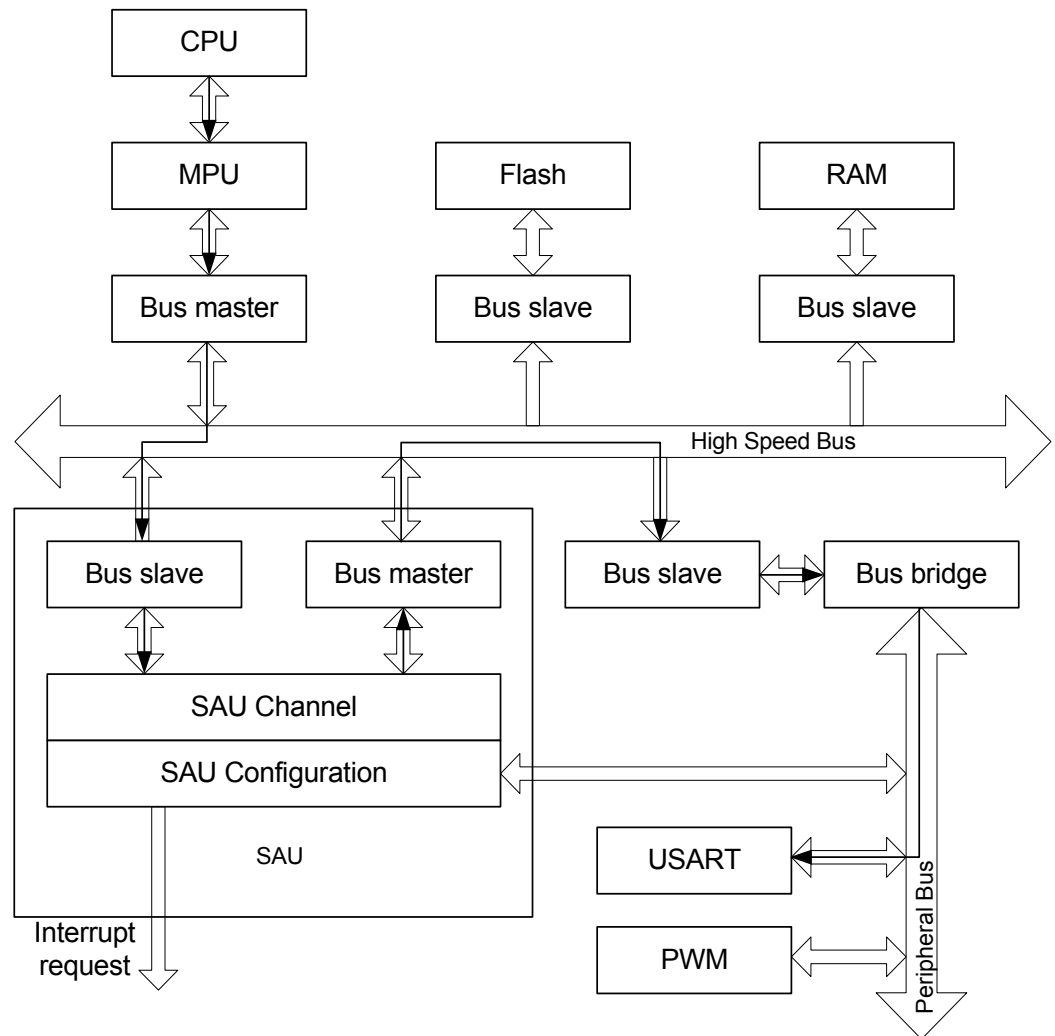 CPU
MPU
Flash
RAM
Bus master
Bus slave
Bus slave
High Speed Bus
Bus slave
Bus master
Bus slave
Bus bridge
SAU Channel
SAU Configuration
SAU
USART
PWM
Peripheral Bus
Interrupt
request